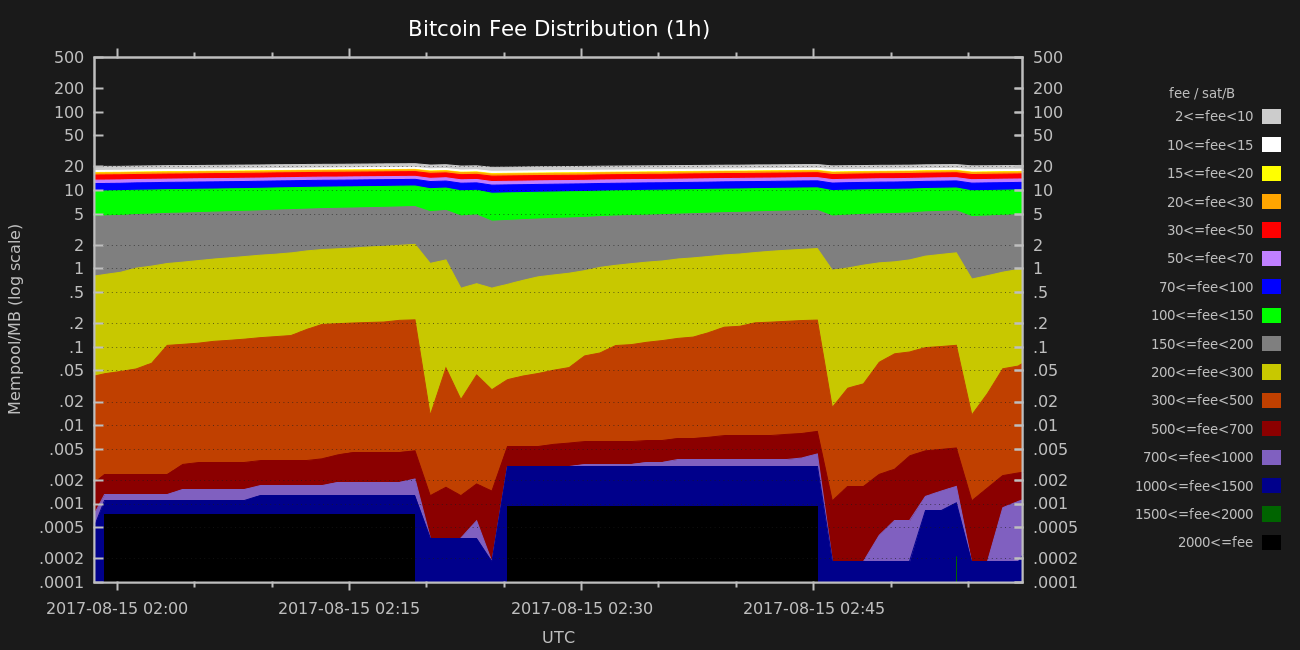 Bitcoin Fee Distribution (1h)
500 500
200 200
100 100
50 50
20 20
10 10
5 5
2 2
1 1
.5 .5
.2 .2
.1 .1
.05 .05
.02 .02
.01 .01
.005 .005
.002 .002
.001 .001
.0005 .0005
.0002 .0002
.0001 .0001
Mempool/MB (log scale)
2017-08-15 02:00 2017-08-15 02:15 2017-08-15 02:30 2017-08-15 02:45
UTC
fee / sat/B
2<=fee<10
10<=fee<15
15<=fee<20
20<=fee<30
30<=fee<50
50<=fee<70
70<=fee<100
100<=fee<150
150<=fee<200
200<=fee<300
300<=fee<500
500<=fee<700
700<=fee<1000
1000<=fee<1500
1500<=fee<2000
2000<=fee